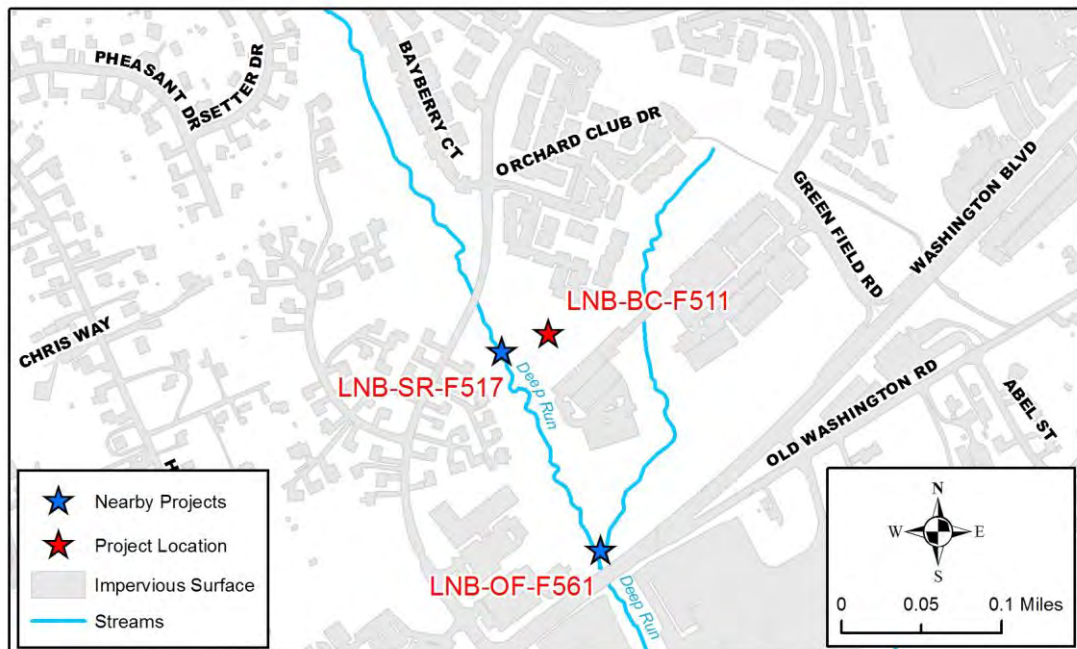 PHEASANT DR
SETTER DR
BAYBERRY CT
ORCHARD CLUB DR
GREEN FIELD RD
WASHINGTON BLVD
LNB-BC-F511
CHRIS WAY
LNB-SR-F517
Deep Run
OLD WASHINGTON RD
ABEL ST
H
LNB-OF-F561
Deep Run
Nearby Projects
Project Location
Impervious Surface
Streams
N
W
E
S
0 0.05 0.1 Miles